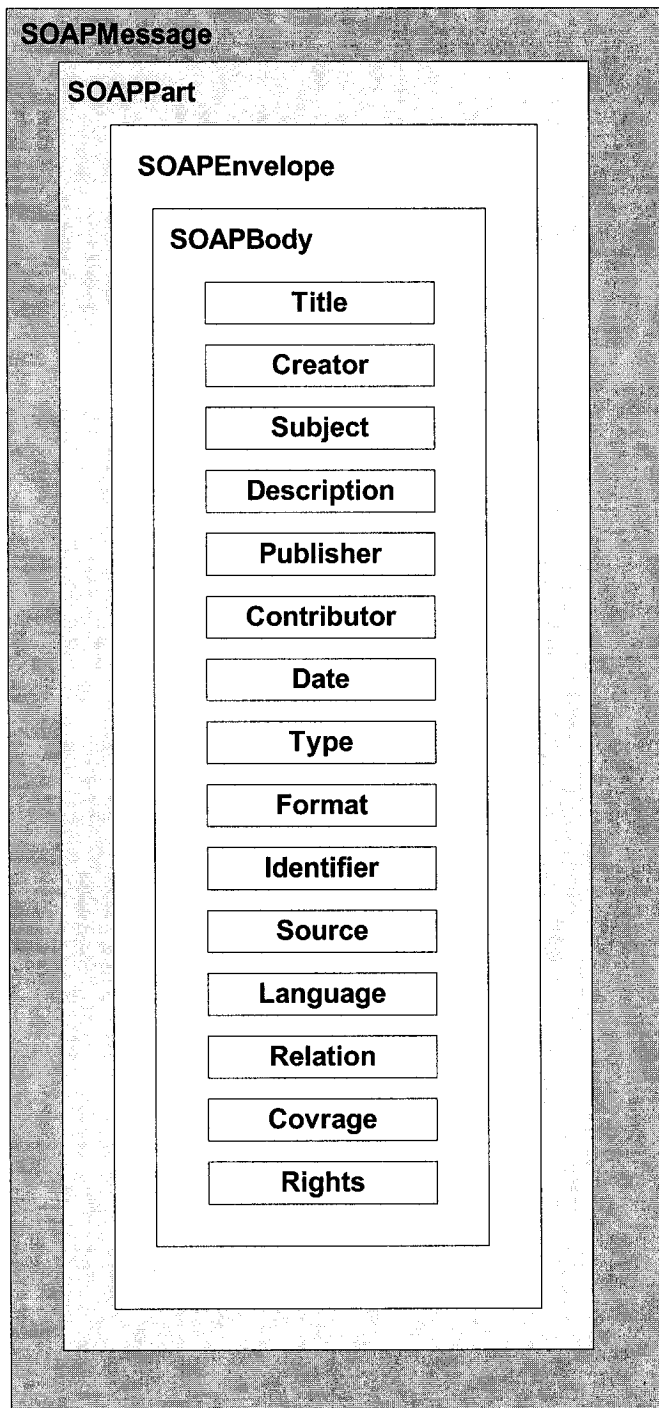 SOAPMessage
SOAPPart
SOAPEnvelope
SOAPBody
Title
Creator
Subject
Description
Publisher
Contributor
Date
Type
Format
Identifier
Source
Language
Relation
Covrage
Rights